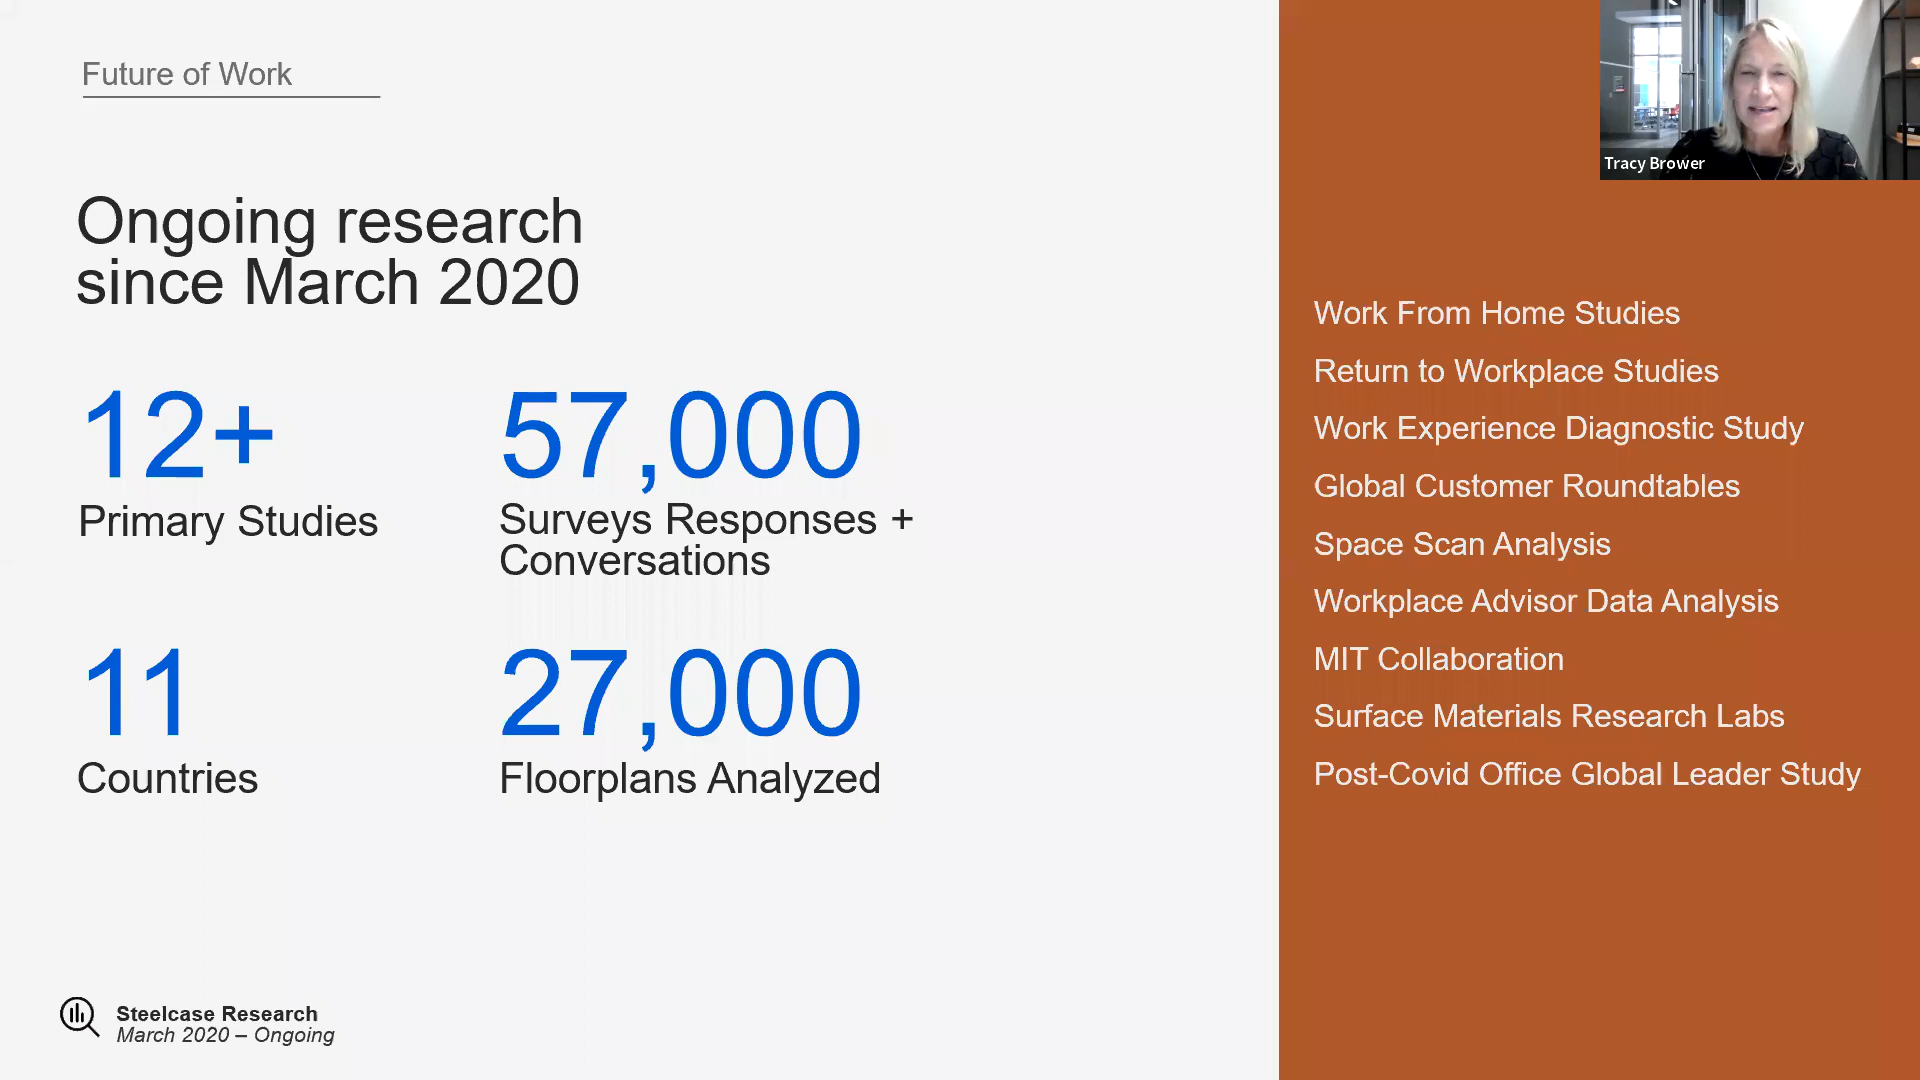 Future of Work
Ongoing research
since March 2020
12+
Primary Studies
57,000
Surveys Responses +
Conversations
11
Countries
27,000
Floorplans Analyzed
Steelcase Research
March 2020 – Ongoing
Tracy Brower
Work From Home Studies
Return to Workplace Studies
Work Experience Diagnostic Study
Global Customer Roundtables
Space Scan Analysis
Workplace Advisor Data Analysis
MIT Collaboration
Surface Materials Research Labs
Post-Covid Office Global Leader Study